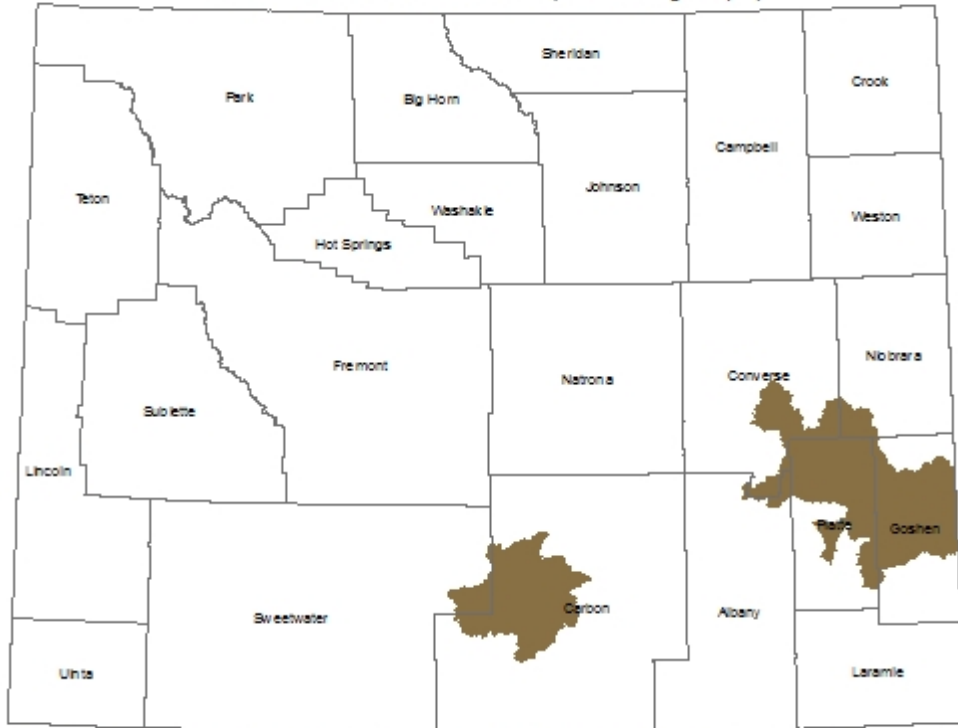 Sheridan
Crook
Park
Big Horn
Campbell
Johnson
Teton
Washakie
Weston
Hot Springs
Niobrara
Fremont
Converse
Natrona
Sublette
Lincoln
Platte
Goshen
Carbon
Albany
Sweetwater
Uinta
Laramie